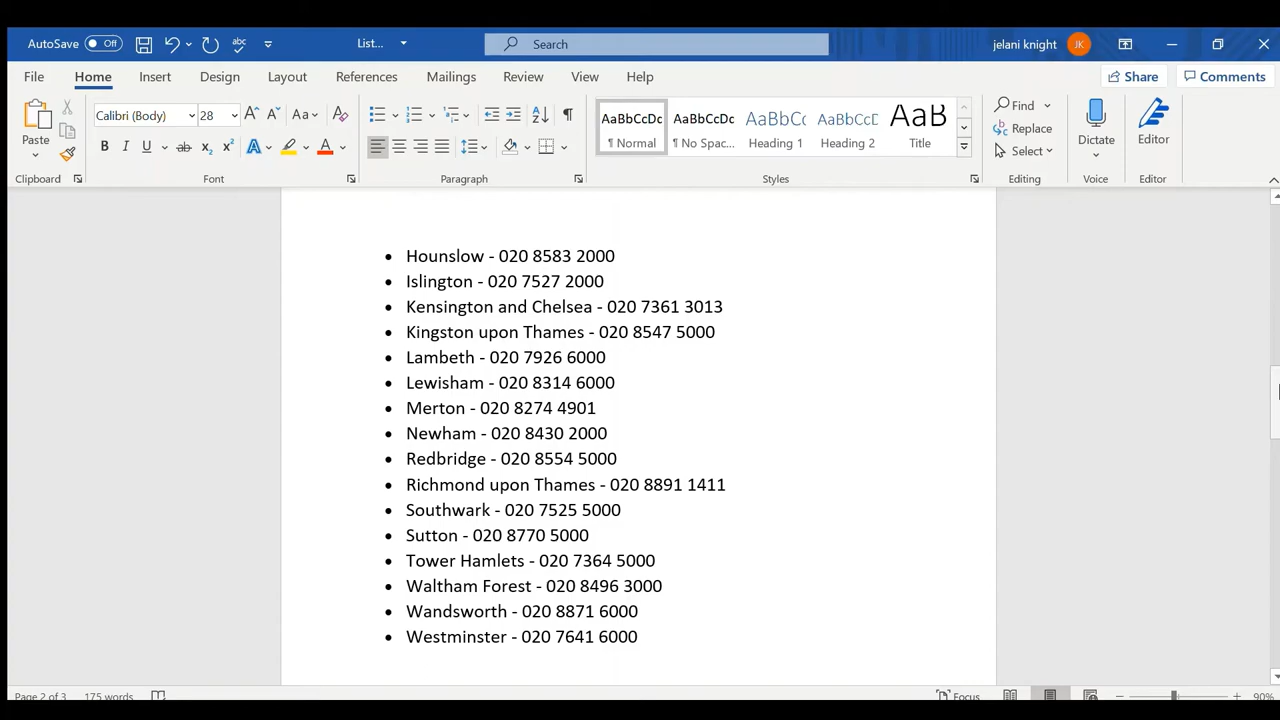 AutoSave Off abc List... Search jelani knight JK
File Home Insert Design Layout References Mailings Review View Help Share Comments
Calibri (Body) 28 Aa AaBbCcDc AaBbCcDc AaBbCc AaBbCcD AaB Find
Paste B I U ab x₂ x² A A ¶ Normal ¶ No Spac... Heading 1 Heading 2 Title Replace Select Dictate Editor
Clipboard Font Paragraph Styles Editing Voice Editor
• Hounslow - 020 8583 2000
• Islington - 020 7527 2000
• Kensington and Chelsea - 020 7361 3013
• Kingston upon Thames - 020 8547 5000
• Lambeth - 020 7926 6000
• Lewisham - 020 8314 6000
• Merton - 020 8274 4901
• Newham - 020 8430 2000
• Redbridge - 020 8554 5000
• Richmond upon Thames - 020 8891 1411
• Southwark - 020 7525 5000
• Sutton - 020 8770 5000
• Tower Hamlets - 020 7364 5000
• Waltham Forest - 020 8496 3000
• Wandsworth - 020 8871 6000
• Westminster - 020 7641 6000
Page 2 of 3 175 words Focus 90%